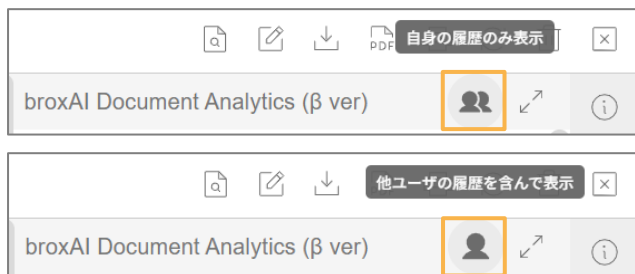 PDF 自身の履歴のみ表示
broxAI Document Analytics (β ver)
他ユーザの履歴を含んで表示
broxAI Document Analytics (β ver)